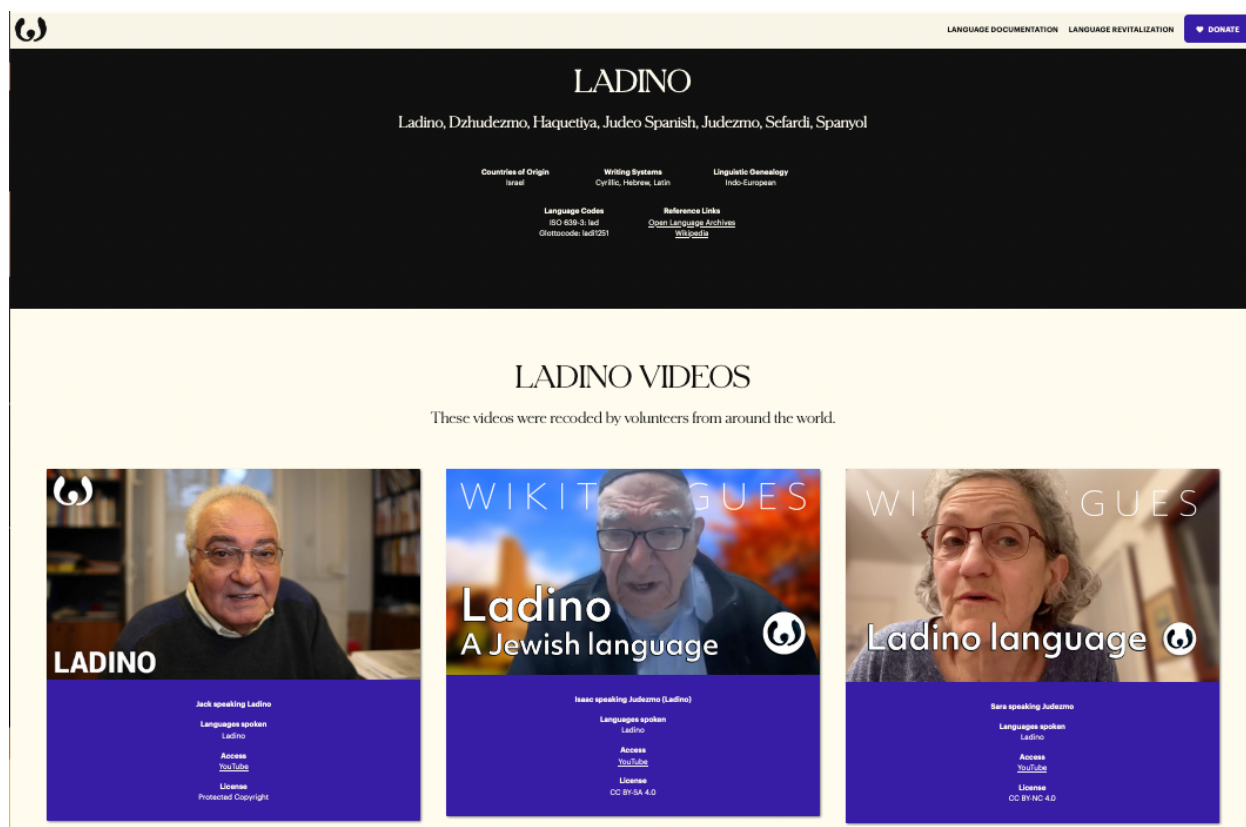 LANGUAGE DOCUMENTATION LANGUAGE REVITALIZATION DONATE
LADINO
Ladino, Dzhudezmo, Haquetiya, Judeo Spanish, Judezmo, Sefardi, Spanyol
Countries of Origin
Israel
Writing Systems
Cyrillic, Hebrew, Latin
Linguistic Genealogy
Indo-European
Language Codes
ISO 639-3: lad
Glottocode: ladi1251
Reference Links
Open Language Archives
Wikipedia
LADINO VIDEOS
These videos were recoded by volunteers from around the world.
LADINO
Jack speaking Ladino
Languages spoken
Ladino
Access
YouTube
License
Protected Copyright
WIKIT GUES
Ladino
A Jewish language
Isaac speaking Judezmo (Ladino)
Languages spoken
Ladino
Access
YouTube
License
CC BY-SA 4.0
WI GUES
Ladino language
Sara speaking Judezmo
Languages spoken
Ladino
Access
YouTube
License
CC BY-NC 4.0